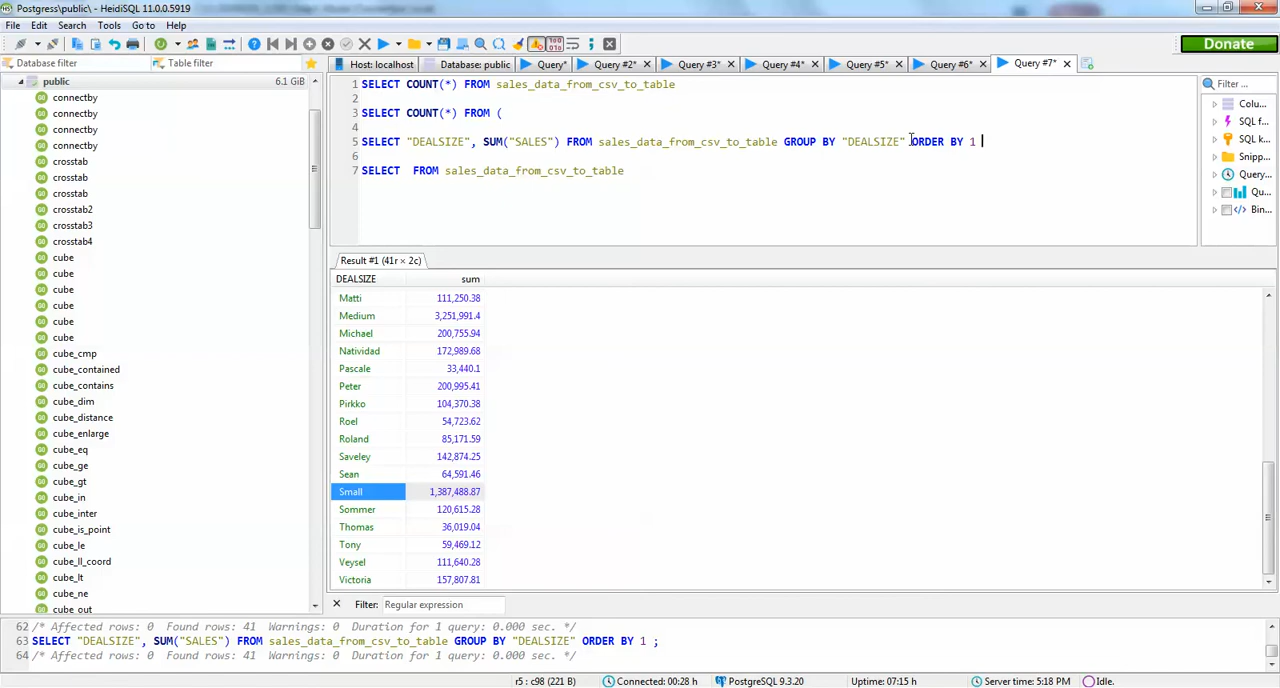 Postgress\public\ - HeidiSQL 11.0.0.5919
File Edit Search Tools Go to Help
Donate
Database filter Table filter Host: localhost Database: public Query* Query #2* Query #3* Query #4* Query #5* Query #6* Query #7*
public 6.1 GiB
connectby
connectby
connectby
connectby
crosstab
crosstab
crosstab
crosstab2
crosstab3
crosstab4
cube
cube
cube
cube
cube
cube
cube_cmp
cube_contained
cube_contains
cube_dim
cube_distance
cube_enlarge
cube_eq
cube_ge
cube_gt
cube_in
cube_inter
cube_is_point
cube_le
cube_ll_coord
cube_lt
cube_ne
cube_out
1 SELECT COUNT(*) FROM sales_data_from_csv_to_table
2
3 SELECT COUNT(*) FROM (
4
5 SELECT "DEALSIZE", SUM("SALES") FROM sales_data_from_csv_to_table GROUP BY "DEALSIZE" ORDER BY 1
6
7 SELECT FROM sales_data_from_csv_to_table
Filter ...
Colu...
SQL f...
SQL k...
Snipp...
Query...
Qu...
Bin...
Result #1 (41r × 2c)
DEALSIZE sum
Matti 111,250.38
Medium 3,251,991.4
Michael 200,755.94
Natividad 172,989.68
Pascale 33,440.1
Peter 200,995.41
Pirkko 104,370.38
Roel 54,723.62
Roland 85,171.59
Saveley 142,874.25
Sean 64,591.46
Small 1,387,488.87
Sommer 120,615.28
Thomas 36,019.04
Tony 59,469.12
Veysel 111,640.28
Victoria 157,807.81
Filter: Regular expression
62 /* Affected rows: 0 Found rows: 41 Warnings: 0 Duration for 1 query: 0.000 sec. */
63 SELECT "DEALSIZE", SUM("SALES") FROM sales_data_from_csv_to_table GROUP BY "DEALSIZE" ORDER BY 1 ;
64 /* Affected rows: 0 Found rows: 41 Warnings: 0 Duration for 1 query: 0.000 sec. */
r5 : c98 (221 B) Connected: 00:28 h PostgreSQL 9.3.20 Uptime: 07:15 h Server time: 5:18 PM Idle.